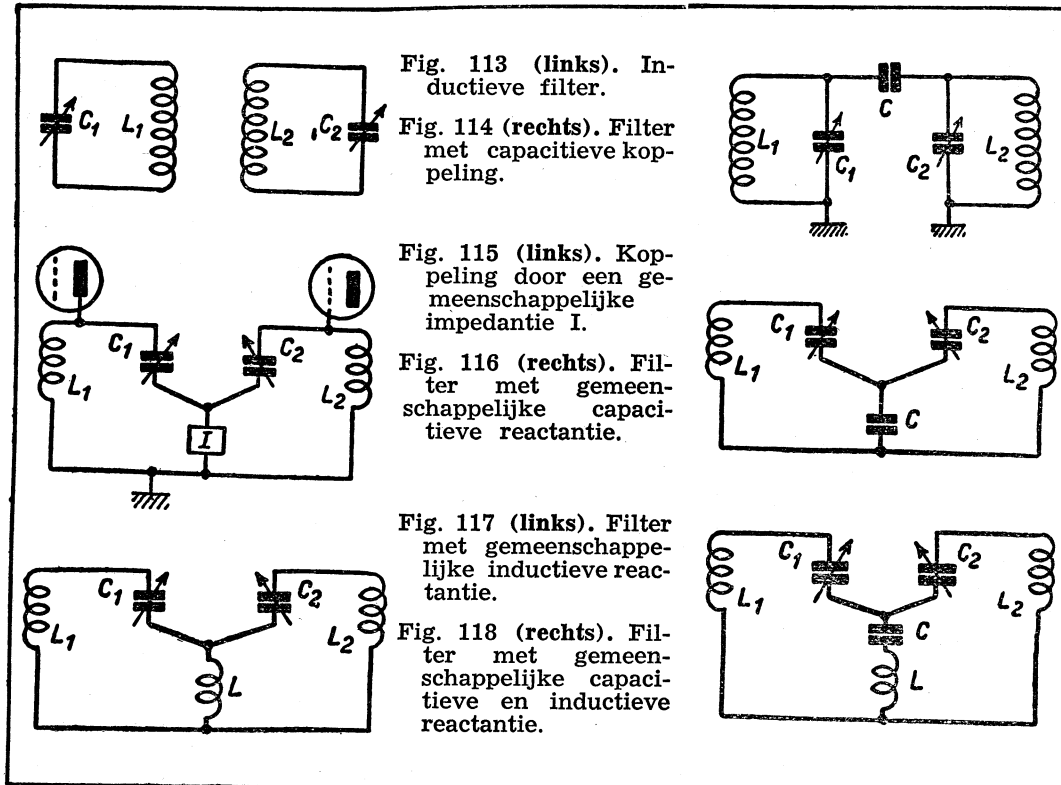 C1
L1
L2
C2
Fig. 113 (links). In-
ductieve filter.
Fig. 114 (rechts). Filter
met capacitieve kop-
peling.
C
L1
C1
C2
L2
Fig. 115 (links). Kop-
peling door een ge-
meenschappelijke
impedantie I.
Fig. 116 (rechts). Fil-
ter met gemeen-
schappelijke capaci-
tieve reactantie.
C1
C2
L1
L2
I
C1
C2
L1
L2
C
Fig. 117 (links). Filter
met gemeenschappe-
lijke inductieve reac-
tantie.
Fig. 118 (rechts). Fil-
ter met gemeen-
schappelijke capaci-
tieve en inductieve
reactantie.
C1
C2
L1
L2
L
C1
C2
L1
L2
C
L